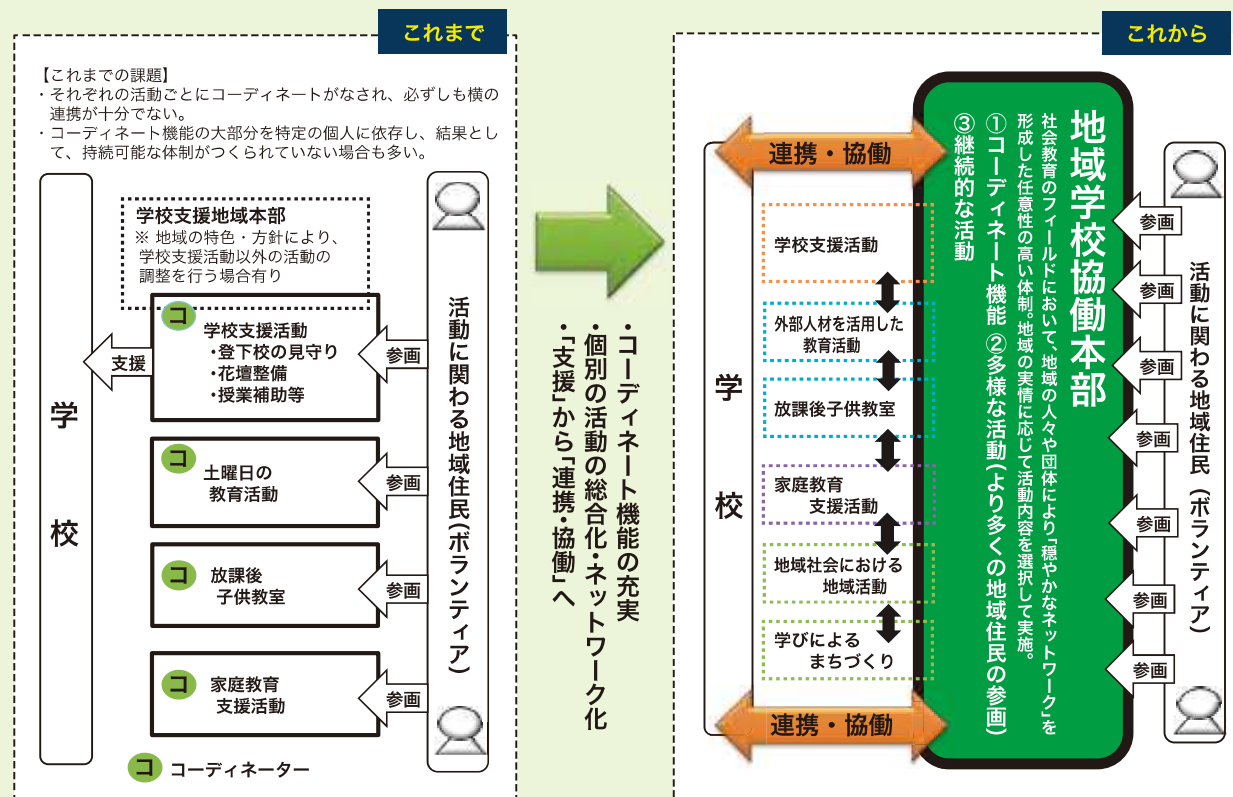 これまで
【これまでの課題】
・それぞれの活動ごとにコーディネートがなされ、必ずしも横の
連携が十分でない。
・コーディネート機能の大部分を特定の個人に依存し、結果とし
て、持続可能な体制がつくられていない場合も多い。
学校
支援
学校支援地域本部
※ 地域の特色・方針により、
学校支援活動以外の活動の
調整を行う場合有り
コ
学校支援活動
・登下校の見守り
・花壇整備
・授業補助等
参画
コ
土曜日の
教育活動
参画
コ
放課後
子供教室
参画
コ
家庭教育
支援活動
参画
活動に関わる地域住民(ボランティア)
コ コーディネーター
・コーディネート機能の充実
・個別の活動の総合化・ネットワーク化
・「支援」から「連携・協働」へ
これから
学校
連携・協働
学校支援活動
外部人材を活用した
教育活動
放課後子供教室
家庭教育
支援活動
地域社会における
地域活動
学びによる
まちづくり
連携・協働
地域学校協働本部
社会教育のフィールドにおいて、地域の人々や団体により「穏やかなネットワーク」を
形成した任意性の高い体制。地域の実情に応じて活動内容を選択して実施。
①コーディネート機能 ②多様な活動(より多くの地域住民の参画)
③継続的な活動
参画
参画
参画
参画
参画
参画
参画
活動に関わる地域住民(ボランティア)